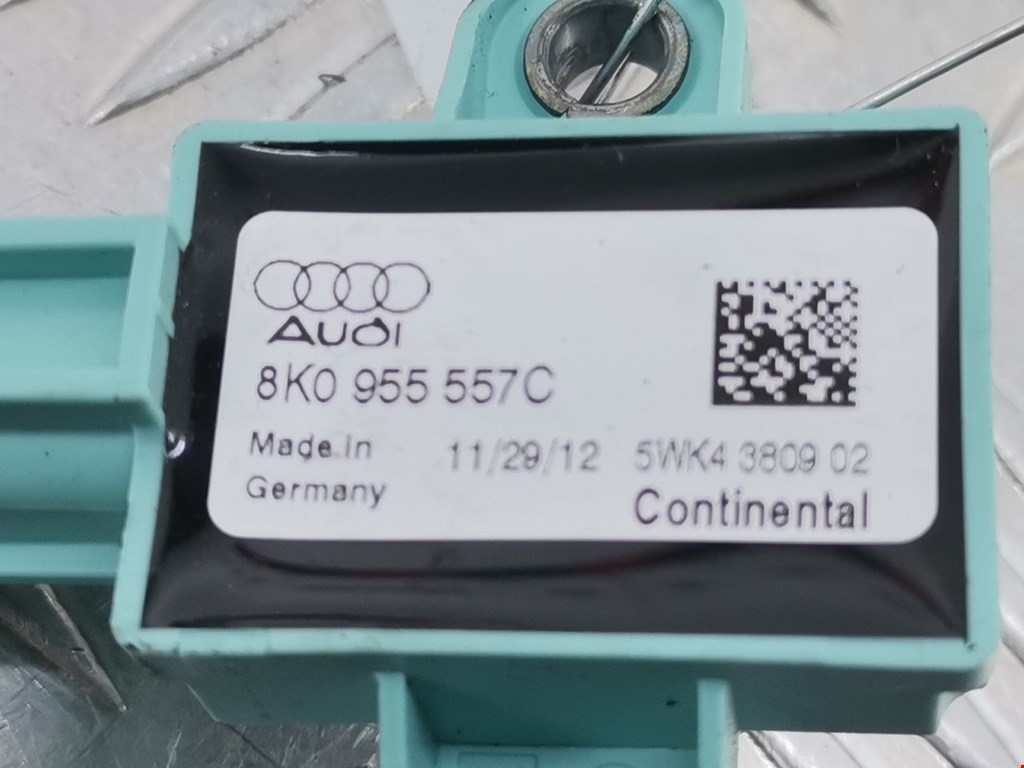 Audi
8K0 955 557C
Made in Germany
11/29/12 5WK4 3809 02
Continental